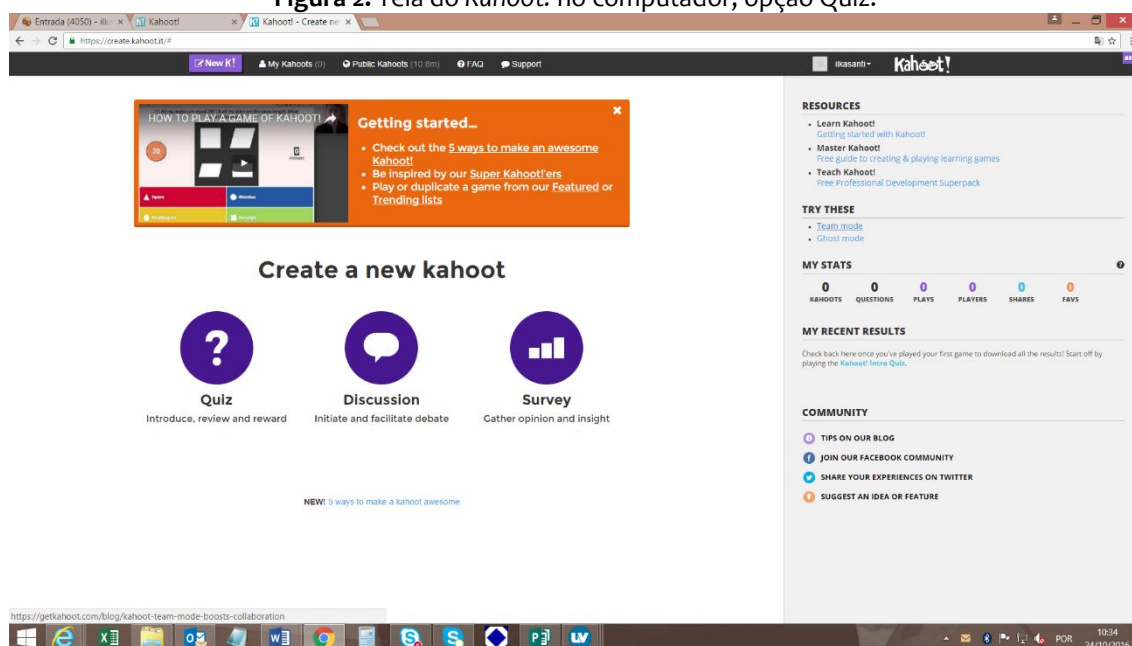 Figura 2. Tela do Kahoot! no computador, opção Quiz.
Entrada (4050) - ilk
Kahoot!
Kahoot! - Create ne
https://create.kahoot.it/#
New K!
My Kahoots (0)
Public Kahoots (10.8m)
FAQ
Support
ilkasanti
Kahoot!
HOW TO PLAY A GAME OF KAHOOT!
20
Getting started...
Check out the 5 ways to make an awesome
Kahoot!
Be inspired by our Super Kahoot!'ers
Play or duplicate a game from our Featured or
Trending lists
Create a new kahoot
Quiz
Introduce, review and reward
Discussion
Initiate and facilitate debate
Survey
Gather opinion and insight
NEW! 5 ways to make a kahoot awesome
RESOURCES
Learn Kahoot!
Getting started with Kahoot!
Master Kahoot!
Free guide to creating & playing learning games
Teach Kahoot!
Free Professional Development Superpack
TRY THESE
Team mode
Ghost mode
MY STATS
0 0 0 0 0 0
KAHOOTS QUESTIONS PLAYS PLAYERS SHARES FAVS
MY RECENT RESULTS
Check back here once you've played your first game to download all the results! Start off by
playing the Kahoot! Intro Quiz.
COMMUNITY
TIPS ON OUR BLOG
JOIN OUR FACEBOOK COMMUNITY
SHARE YOUR EXPERIENCES ON TWITTER
SUGGEST AN IDEA OR FEATURE
https://getkahoot.com/blog/kahoot-team-mode-boosts-collaboration
POR
10:34
24/10/2016